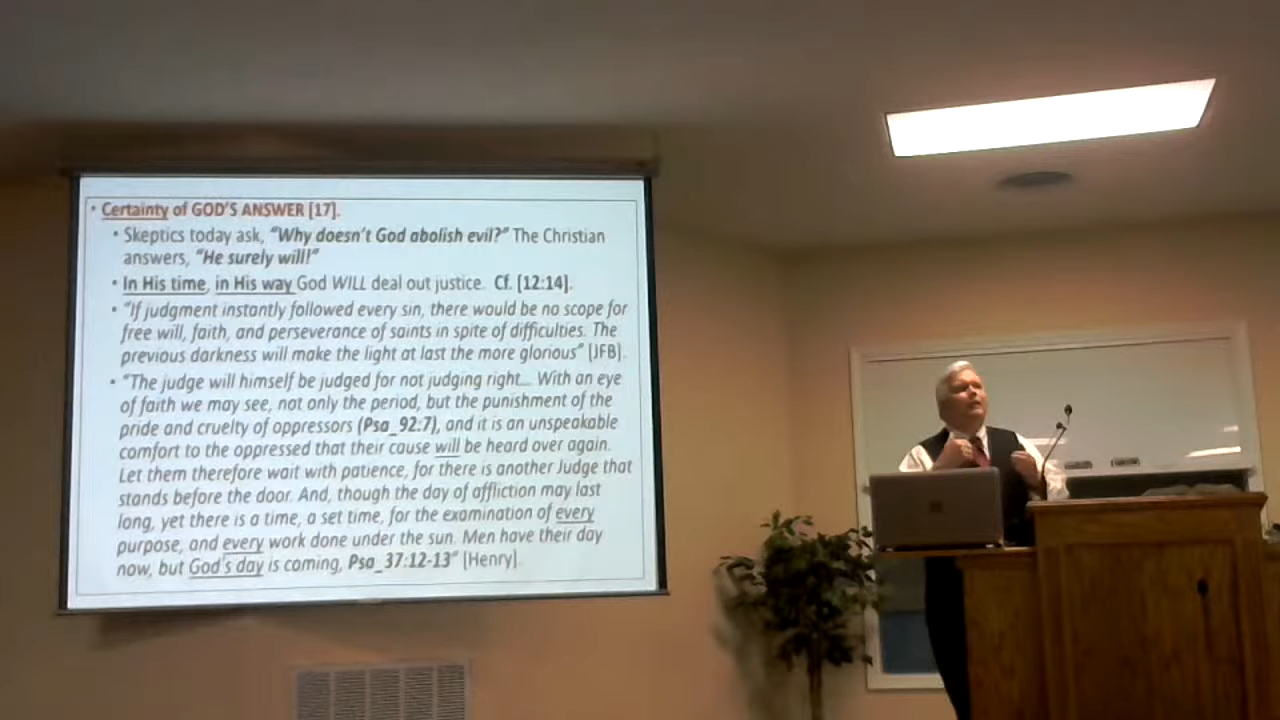 • Certainty of GOD'S ANSWER [17].
• Skeptics today ask, "Why doesn't God abolish evil?" The Christian
answers, "He surely will!"
• In His time, in His way God WILL deal out justice. Cf. [12:14].
• "If judgment instantly followed every sin, there would be no scope for
free will, faith, and perseverance of saints in spite of difficulties. The
previous darkness will make the light at last the more glorious" [JFB].
• "The judge will himself be judged for not judging right... With an eye
of faith we may see, not only the period, but the punishment of the
pride and cruelty of oppressors (Psa_92:7), and it is an unspeakable
comfort to the oppressed that their cause will be heard over again.
Let them therefore wait with patience, for there is another Judge that
stands before the door. And, though the day of affliction may last
long, yet there is a time, a set time, for the examination of every
purpose, and every work done under the sun. Men have their day
now, but God's day is coming, Psa_37:12-13" [Henry].